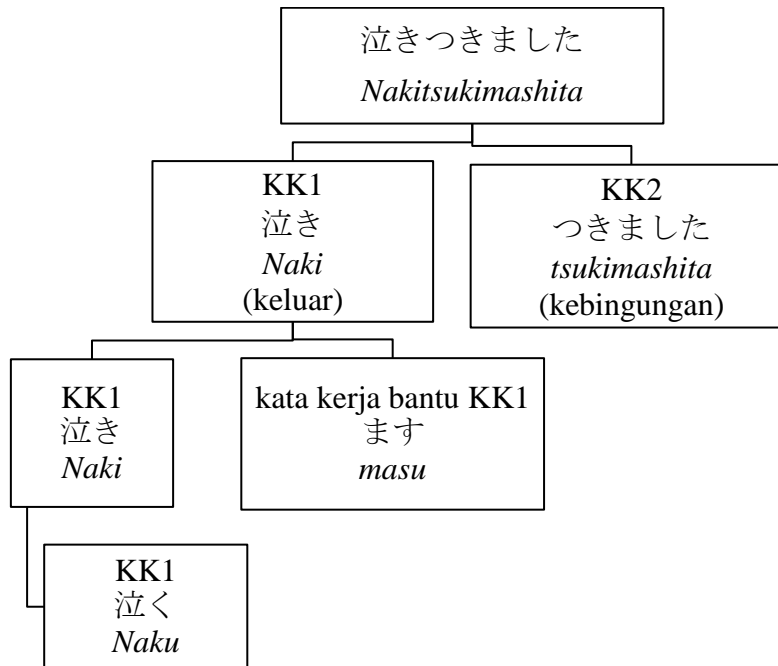 泣きつきました
Nakitsukimashita
KK1
泣き
Naki
(keluar)
KK2
つきました
tsukimashita
(kebingungan)
KK1
泣き
Naki
kata kerja bantu KK1
ます
masu
KK1
泣く
Naku